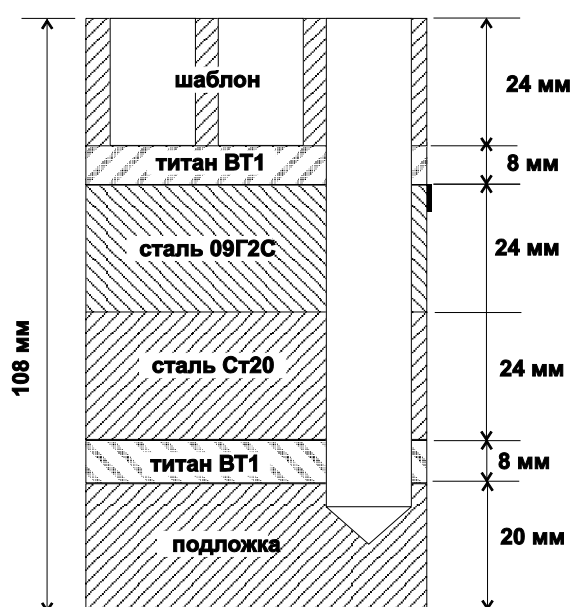 шаблон
24 мм
титан ВТ1
8 мм
сталь 09Г2С
24 мм
108 мм
сталь Ст20
24 мм
титан ВТ1
8 мм
подложка
20 мм